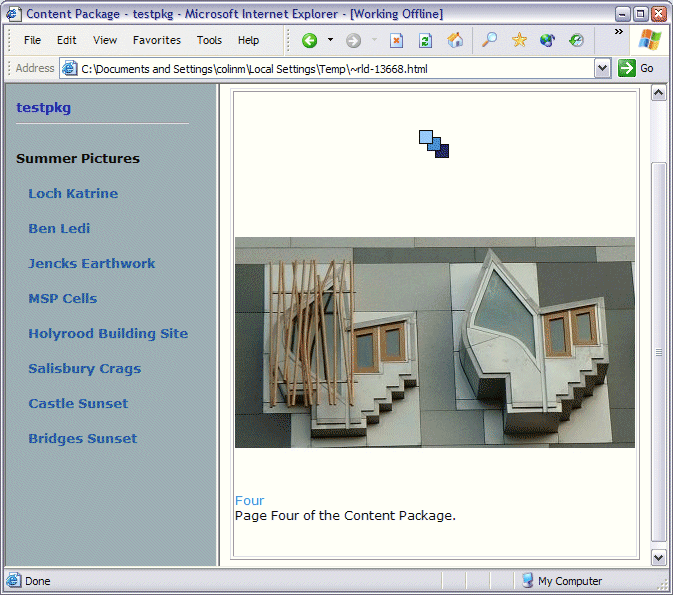 Content Package - testpkg - Microsoft Internet Explorer - [Working Offline]
File Edit View Favorites Tools Help
Address C:\Documents and Settings\colinm\Local Settings\Temp\~rld-13668.html Go
testpkg
Summer Pictures
Loch Katrine
Ben Ledi
Jencks Earthwork
MSP Cells
Holyrood Building Site
Salisbury Crags
Castle Sunset
Bridges Sunset
Four
Page Four of the Content Package.
Done My Computer